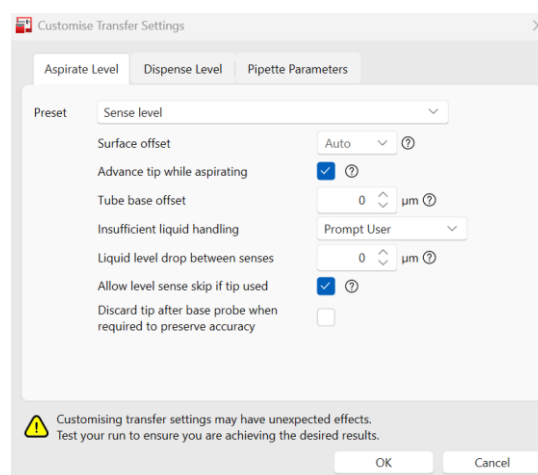 Customise Transfer Settings
Aspirate Level Dispense Level Pipette Parameters
Preset Sense level
Surface offset Auto
Advance tip while aspirating
Tube base offset 0 µm
Insufficient liquid handling Prompt User
Liquid level drop between senses 0 µm
Allow level sense skip if tip used
Discard tip after base probe when
required to preserve accuracy
Customising transfer settings may have unexpected effects.
Test your run to ensure you are achieving the desired results.
OK Cancel